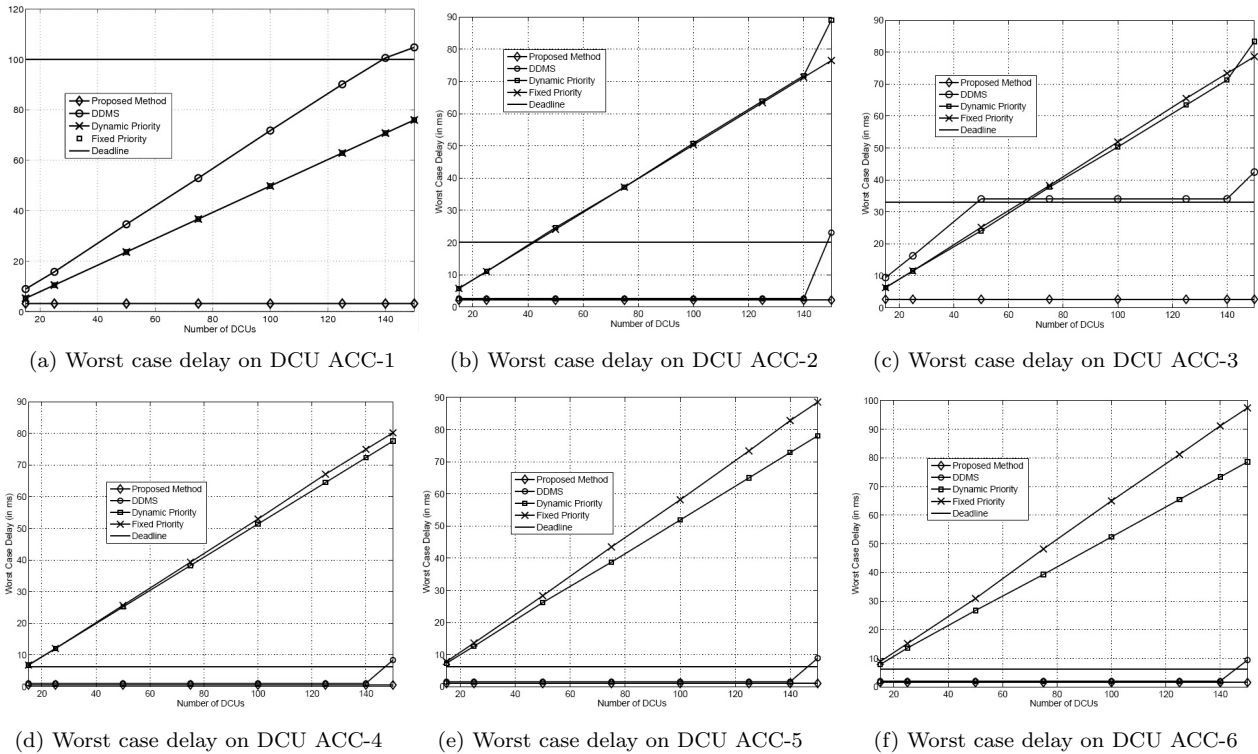 120
100
80
60
40
20
0
20 40 60 80 100 120 140
Number of DCUs
Proposed Method
DDMS
Dynamic Priority
Fixed Priority
Deadline
(a) Worst case delay on DCU ACC-1
Worst Case Delay (in ms)
90
80
70
60
50
40
30
20
10
0
20 40 60 80 100 120 140
Number of DCUs
Proposed Method
DDMS
Dynamic Priority
Fixed Priority
Deadline
(b) Worst case delay on DCU ACC-2
Worst Case Delay (in ms)
90
80
70
60
50
40
30
20
10
0
20 40 60 80 100 120 140
Number of DCUs
Proposed Method
DDMS
Dynamic Priority
Fixed Priority
Deadline
(c) Worst case delay on DCU ACC-3
Worst Case Delay (in ms)
90
80
70
60
50
40
30
20
10
0
20 40 60 80 100 120 140
Number of DCUs
Proposed Method
DDMS
Dynamic Priority
Fixed Priority
Deadline
(d) Worst case delay on DCU ACC-4
Worst Case Delay (in ms)
90
80
70
60
50
40
30
20
10
0
20 40 60 80 100 120 140
Number of DCUs
Proposed Method
DDMS
Dynamic Priority
Fixed Priority
Deadline
(e) Worst case delay on DCU ACC-5
Worst Case Delay (in ms)
100
90
80
70
60
50
40
30
20
10
0
20 40 60 80 100 120 140
Number of DCUs
Proposed Method
DDMS
Dynamic Priority
Fixed Priority
Deadline
(f) Worst case delay on DCU ACC-6